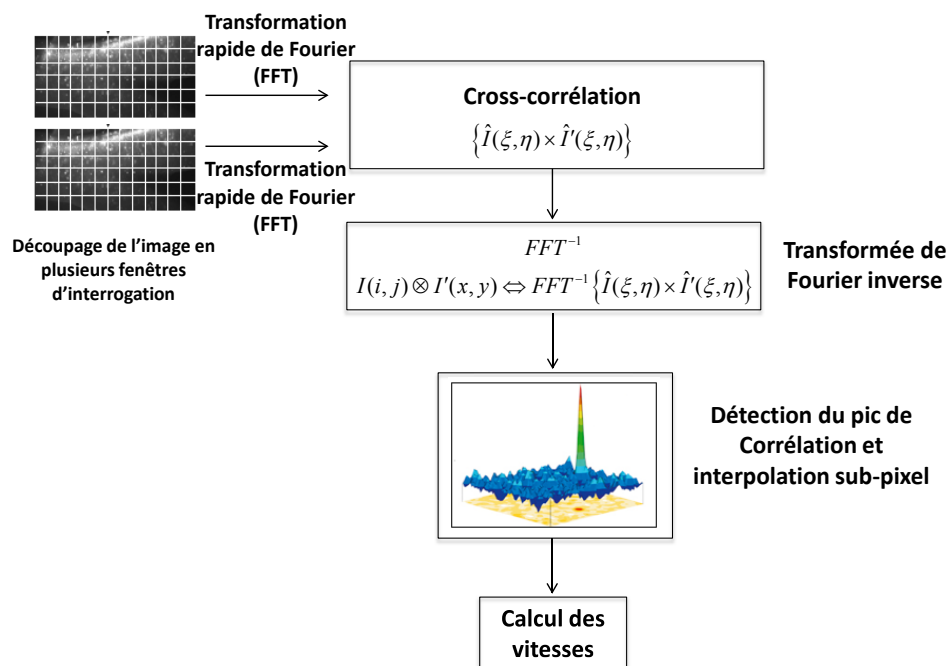 Transformation
rapide de Fourier
(FFT)
Transformation
rapide de Fourier
(FFT)
Découpage de l’image en
plusieurs fenêtres
d’interrogation
Cross-corrélation
{Î(ξ,η)×Î′(ξ,η)}
FFT⁻¹
I(i, j)⊗I′(x, y)⇔FFT⁻¹{Î(ξ,η)×Î′(ξ,η)}
Transformée de
Fourier inverse
Détection du pic de
Corrélation et
interpolation sub-pixel
Calcul des
vitesses